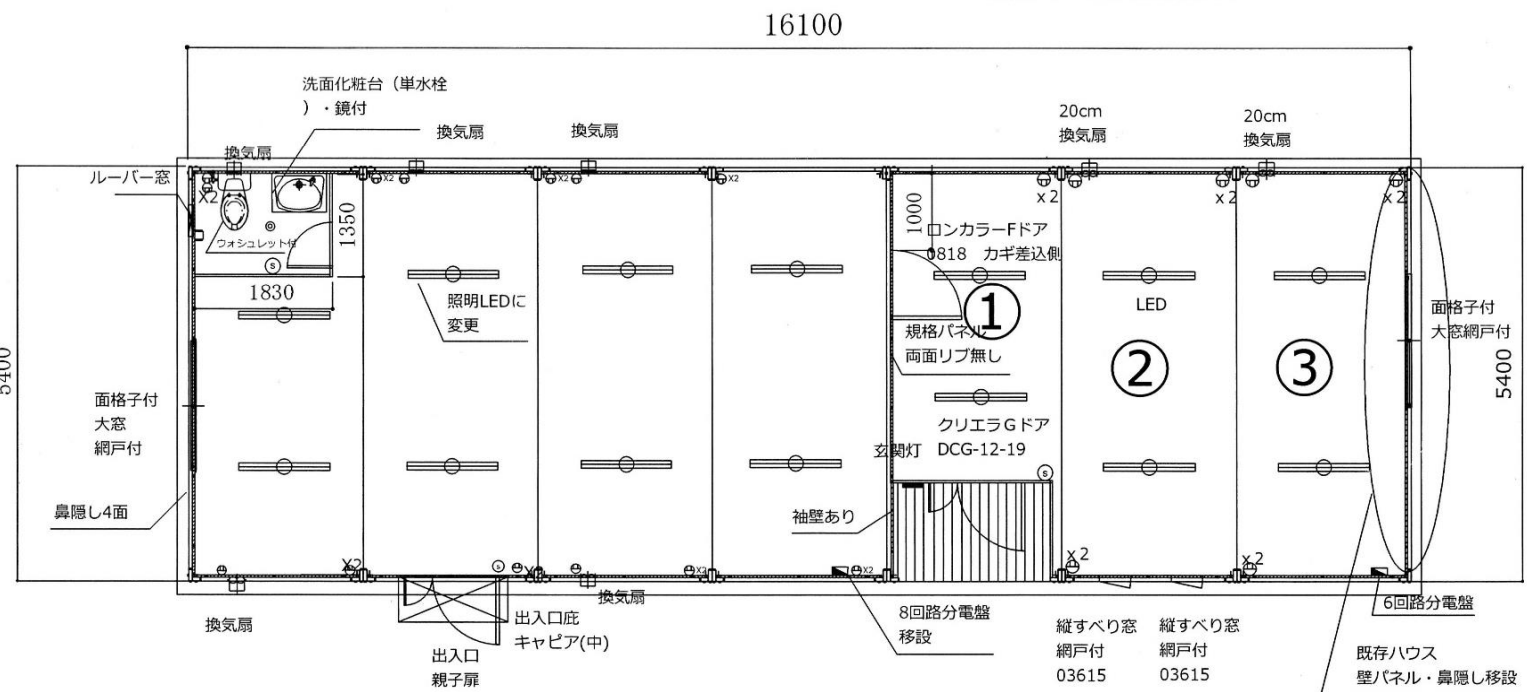 16100
洗面化粧台（単水栓
）・鏡付
換気扇
換気扇
20cm
換気扇
20cm
換気扇
換気扇
ルーバー窓
X2
X2
X2
X2
x2
x2
x2
ウォシュレット付
S
1350
1830
1000
ロンカラーFドア
0818 カギ差込側
照明LEDに
変更
①
規格パネル
両面リブ無し
LED
②
③
面格子付
大窓網戸付
5400
5400
面格子付
大窓
網戸付
クリエラGドア
玄関灯 DCG-12-19
S
鼻隠し4面
袖壁あり
X2
S
X2
X2
x2
x2
換気扇
換気扇
出入口庇
キャピア(中)
出入口
親子扉
8回路分電盤
移設
縦すべり窓
網戸付
03615
縦すべり窓
網戸付
03615
6回路分電盤
既存ハウス
壁パネル・鼻隠し移設